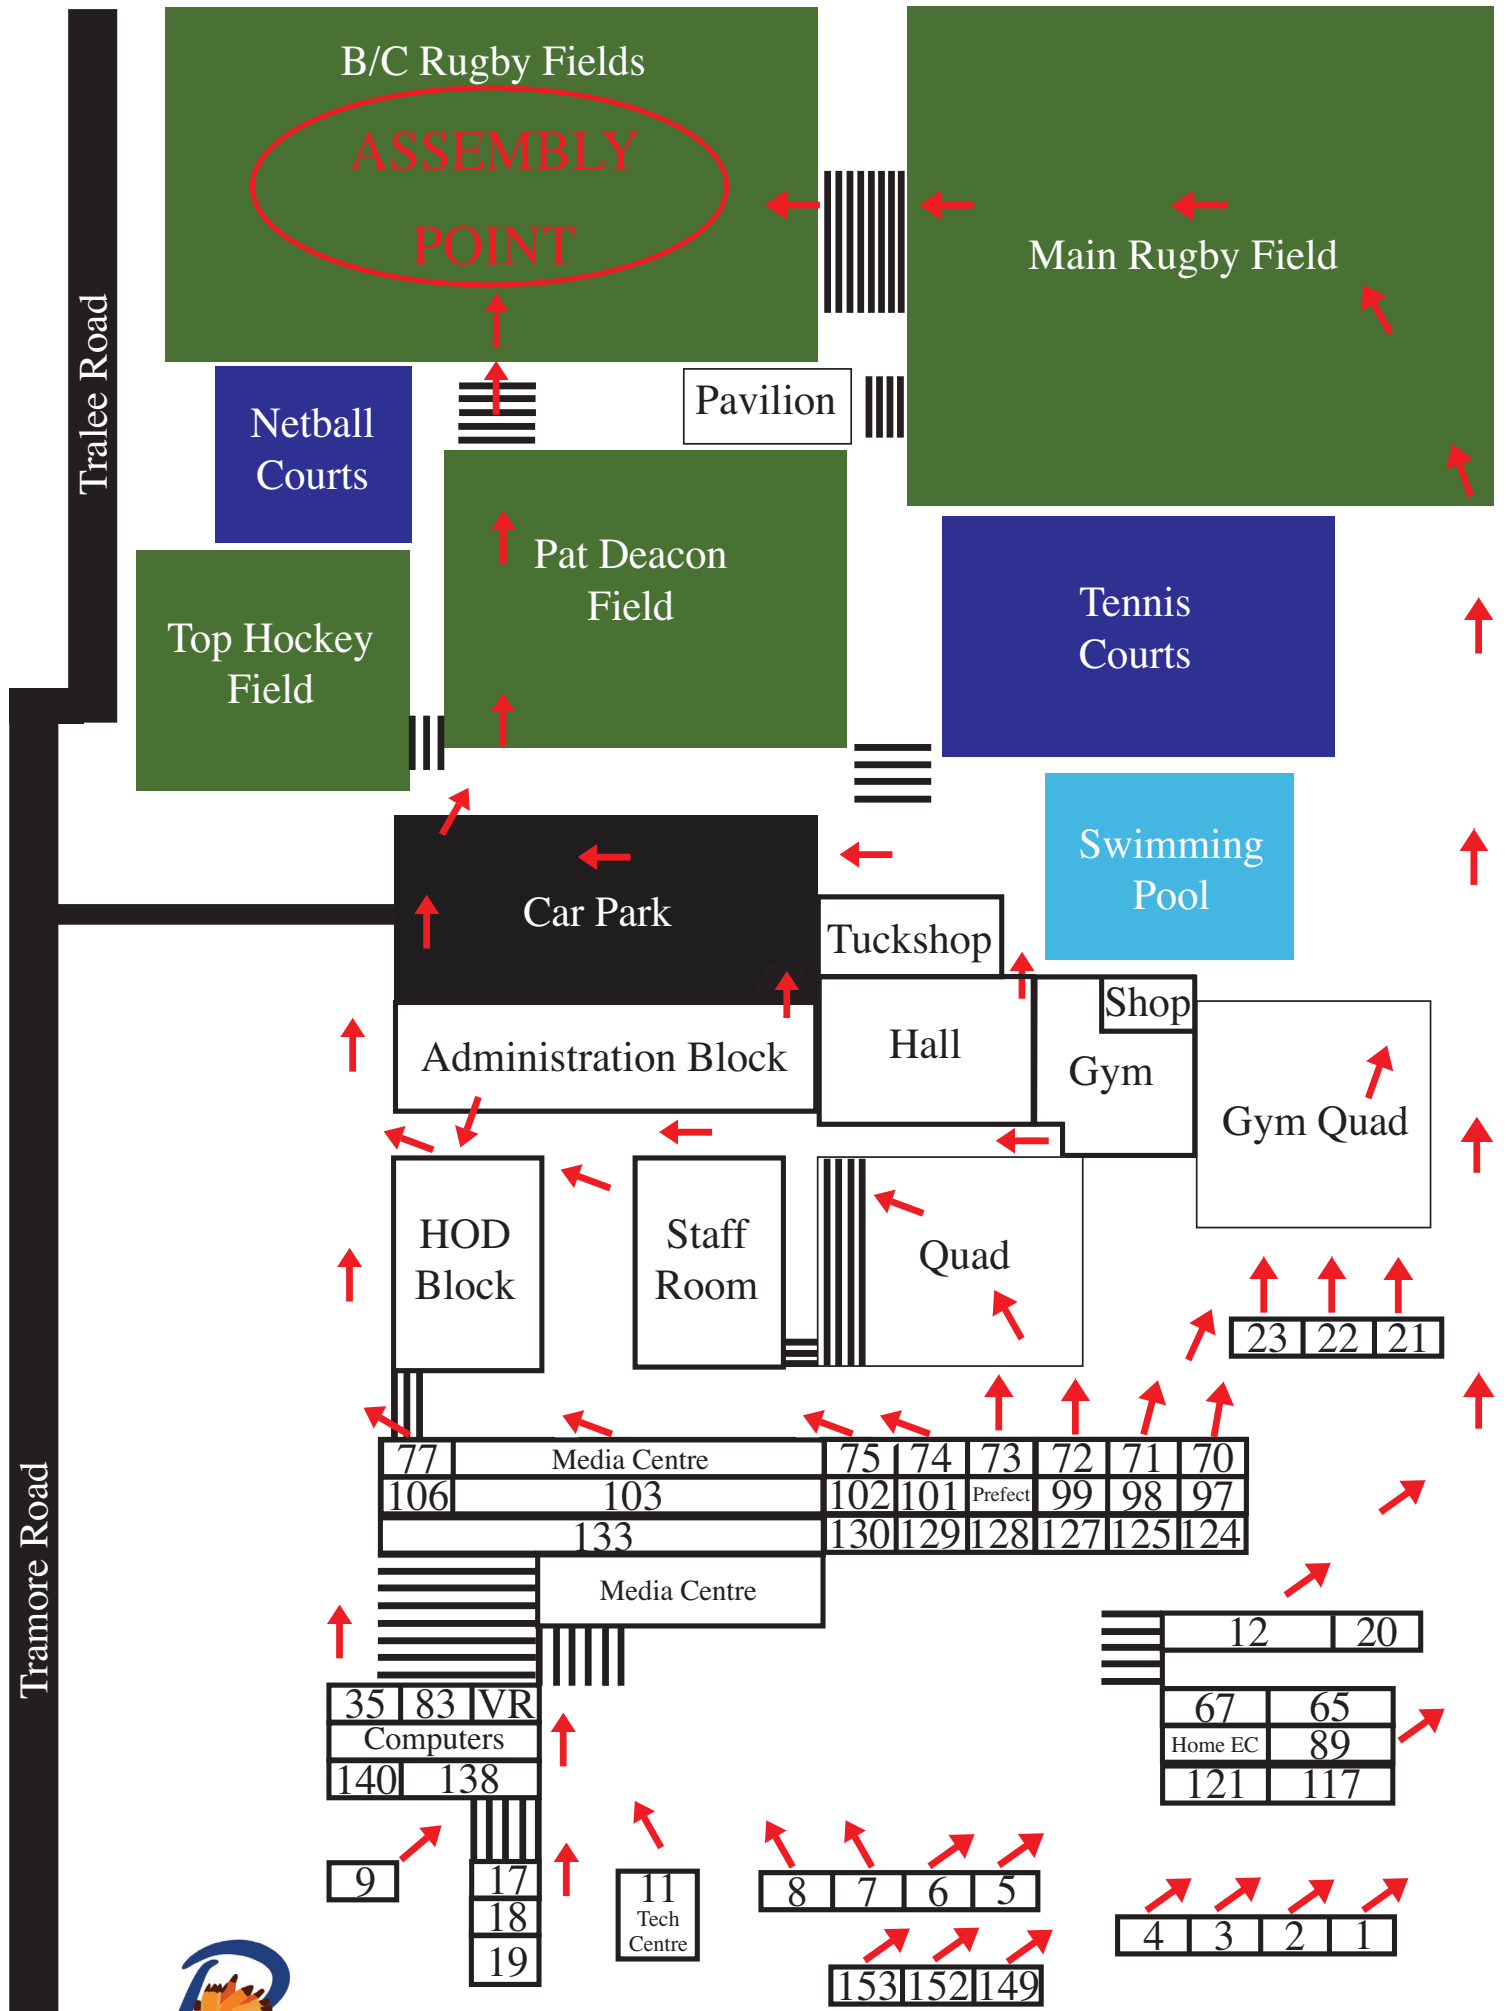 B/C Rugby Fields
ASSEMBLY
POINT
Main Rugby Field
Tralee Road
Netball
Courts
Pavilion
Pat Deacon
Field
Tennis
Courts
Top Hockey
Field
Swimming
Pool
Car Park
Tuckshop
Shop
Administration Block
Hall
Gym
Gym Quad
HOD
Block
Staff
Room
Quad
23 22 21
77 Media Centre 75 74 73 72 71 70
106 103 102 101 Prefect 99 98 97
133 130 129 128 127 125 124
Media Centre
Tramore Road
12 20
35 83 VR
67 65
Computers
Home EC 89
140 138
121 117
9
17
18
19
11
Tech
Centre
8 7 6 5
4 3 2 1
153 152 149